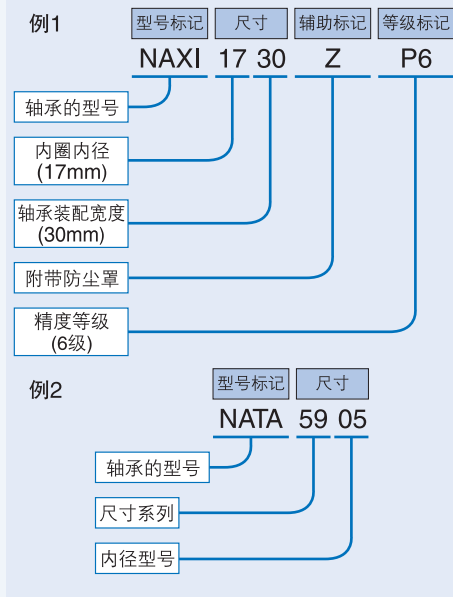 例1
型号标记 尺寸 辅助标记 等级标记
NAXI 17 30 Z P6
轴承的型号
内圈内径
(17mm)
轴承装配宽度
(30mm)
附带防尘罩
精度等级
(6级)
例2
型号标记 尺寸
NATA 59 05
轴承的型号
尺寸系列
内径型号